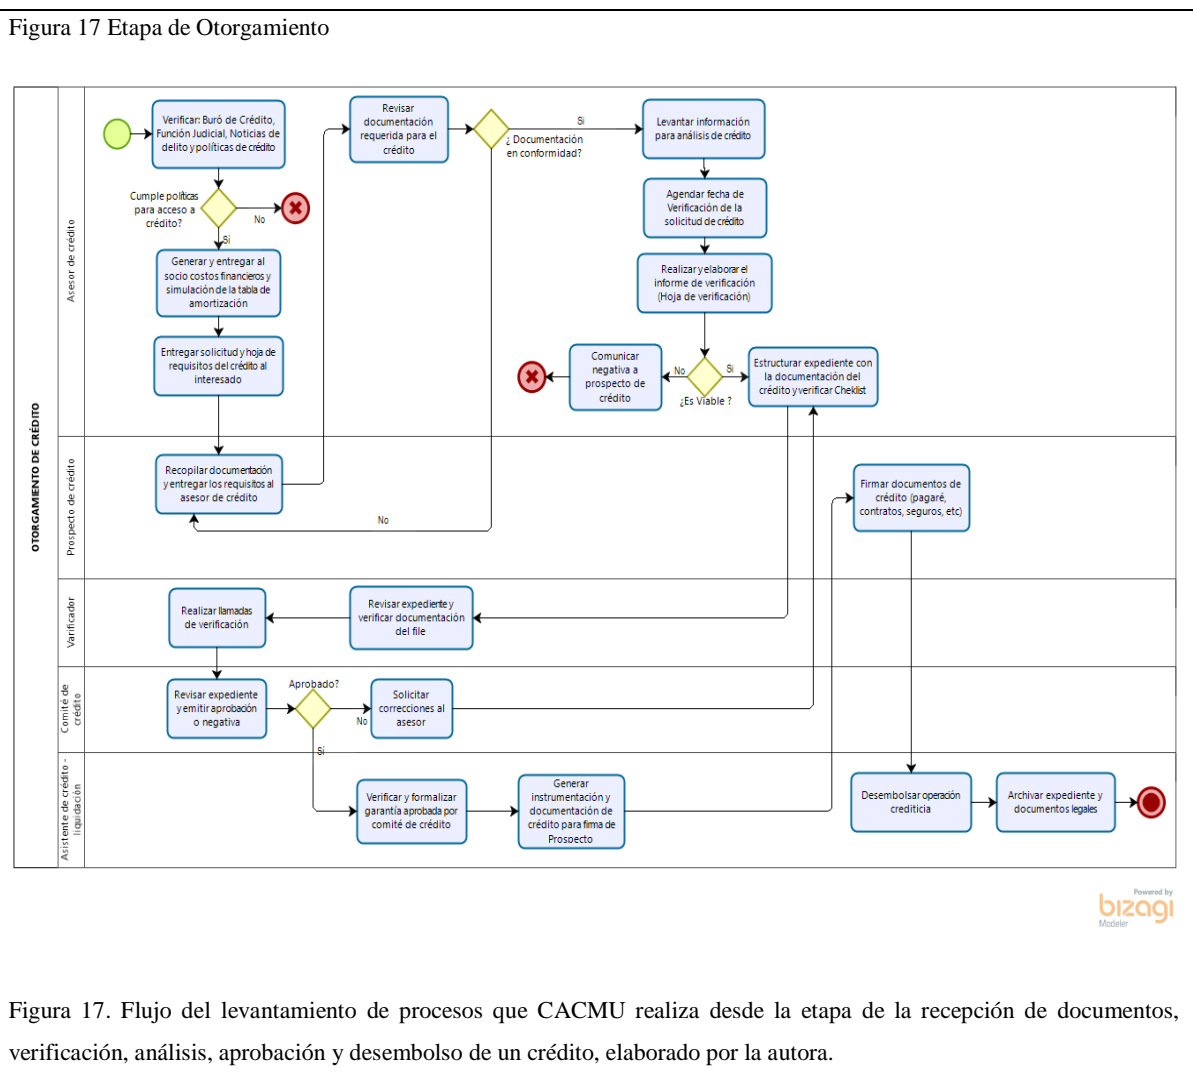 Figura 17 Etapa de Otorgamiento
OTORGAMIENTO DE CRÉDITO
Asesor de crédito
Verificar: Buró de Crédito,
Función Judicial, Noticias de
delito y políticas de crédito
Cumple políticas
para acceso a
crédito?
No
Sí
Generar y entregar al
socio costos financieros y
simulación de la tabla de
amortización
Entregar solicitud y hoja de
requisitos del crédito al
interesado
Revisar
documentación
requerida para el
crédito
¿ Documentación
en conformidad?
Si
Levantar información
para análisis de crédito
Agendar fecha de
Verificación de la
solicitud de crédito
Realizar y elaborar el
informe de verificación
(Hoja de verificación)
¿Es Viable ?
No
Si
Comunicar
negativa a
prospecto de
crédito
Estructurar expediente con
la documentación del
crédito y verificar Cheklist
Prospecto de crédito
Recopilar documentación
y entregar los requisitos al
asesor de crédito
No
Firmar documentos de
crédito (pagaré,
contratos, seguros, etc)
Varificador
Realizar llamadas
de verificación
Revisar expediente y
verificar documentación
del file
Comité de
crédito
Revisar expediente
y emitir aprobación
o negativa
Aprobado?
No
Sí
Solicitar
correcciones al
asesor
Asistente de crédito -
liquidación
Verificar y formalizar
garantía aprobada por
comité de crédito
Generar
instrumentación y
documentación de
crédito para firma de
Prospecto
Desembolsar operación
crediticia
Archivar expediente y
documentos legales
Powered by
bizagi
Modeler
Figura 17. Flujo del levantamiento de procesos que CACMU realiza desde la etapa de la recepción de documentos,
verificación, análisis, aprobación y desembolso de un crédito, elaborado por la autora.